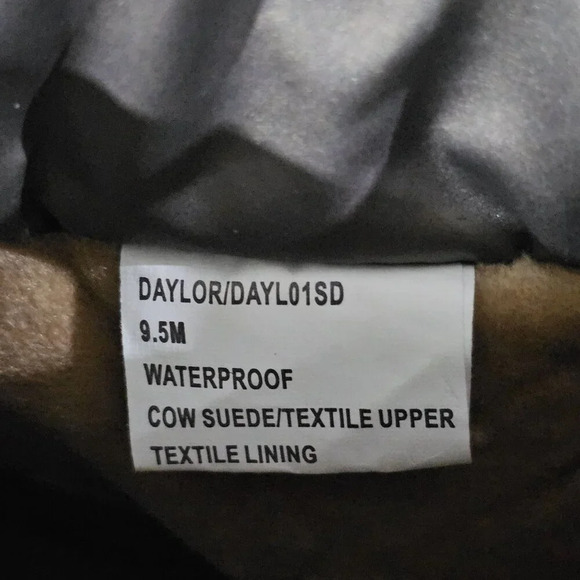 DAYLOR/DAYL01SD
9.5M
WATERPROOF
COW SUEDE/TEXTILE UPPER
TEXTILE LINING